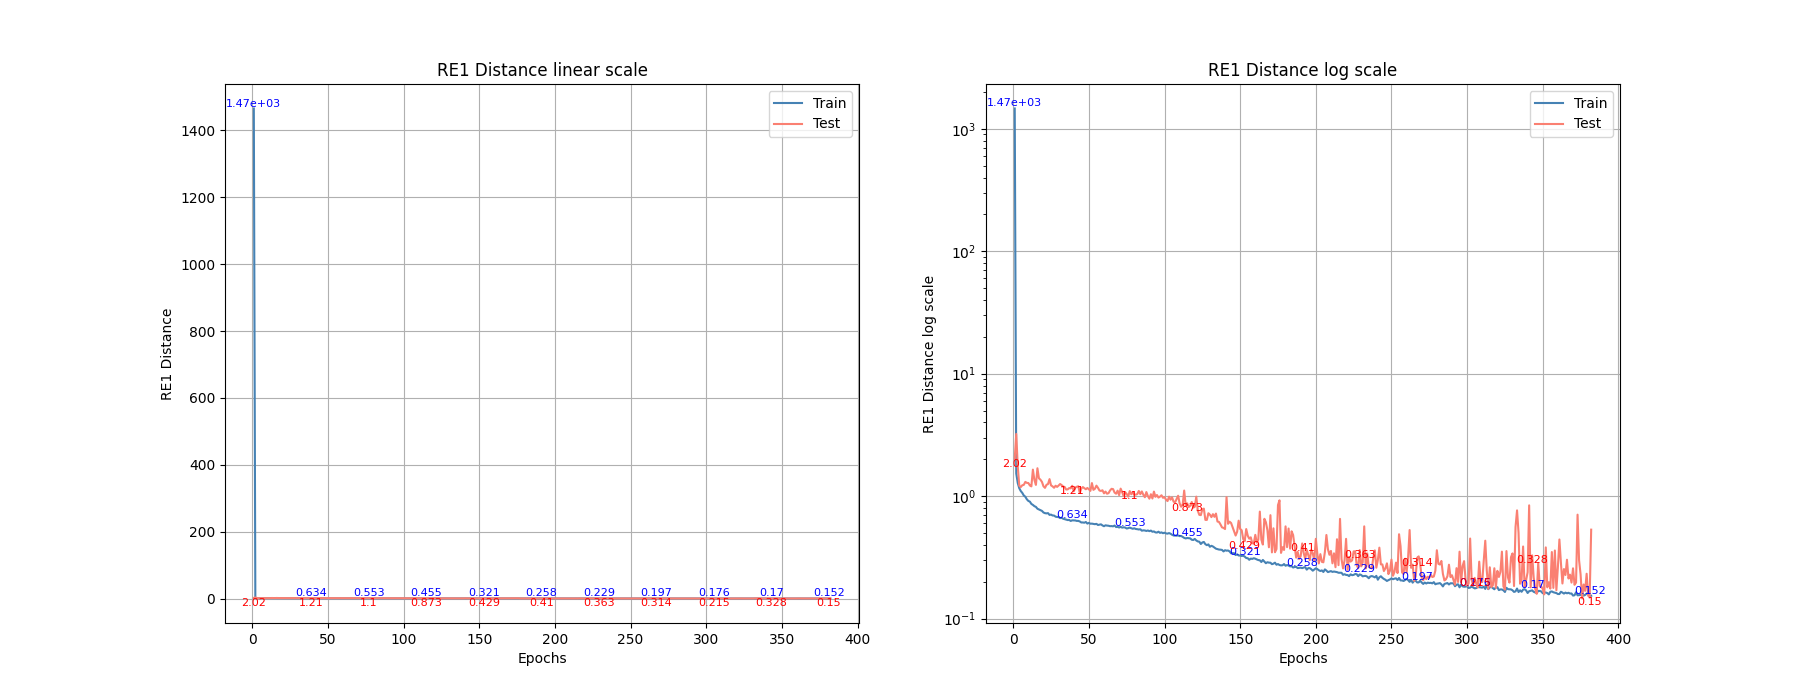 RE1 Distance linear scale
1.47e+03
Train
Test
RE1 Distance
1400
1200
1000
800
600
400
200
0
0.634 0.553 0.455 0.321 0.258 0.229 0.197 0.176 0.17 0.152
2.02 1.21 1.1 0.873 0.429 0.41 0.363 0.314 0.215 0.328 0.15
0 50 100 150 200 250 300 350 400
Epochs
RE1 Distance log scale
1.47e+03
Train
Test
RE1 Distance log scale
10³
10²
10¹
10⁰
10⁻¹
2.02
1.21
1.1
0.873
0.634
0.553
0.455
0.429
0.41
0.363
0.314
0.328
0.321
0.258
0.229
0.197
0.176
0.17
0.152
0.15
0 50 100 150 200 250 300 350 400
Epochs